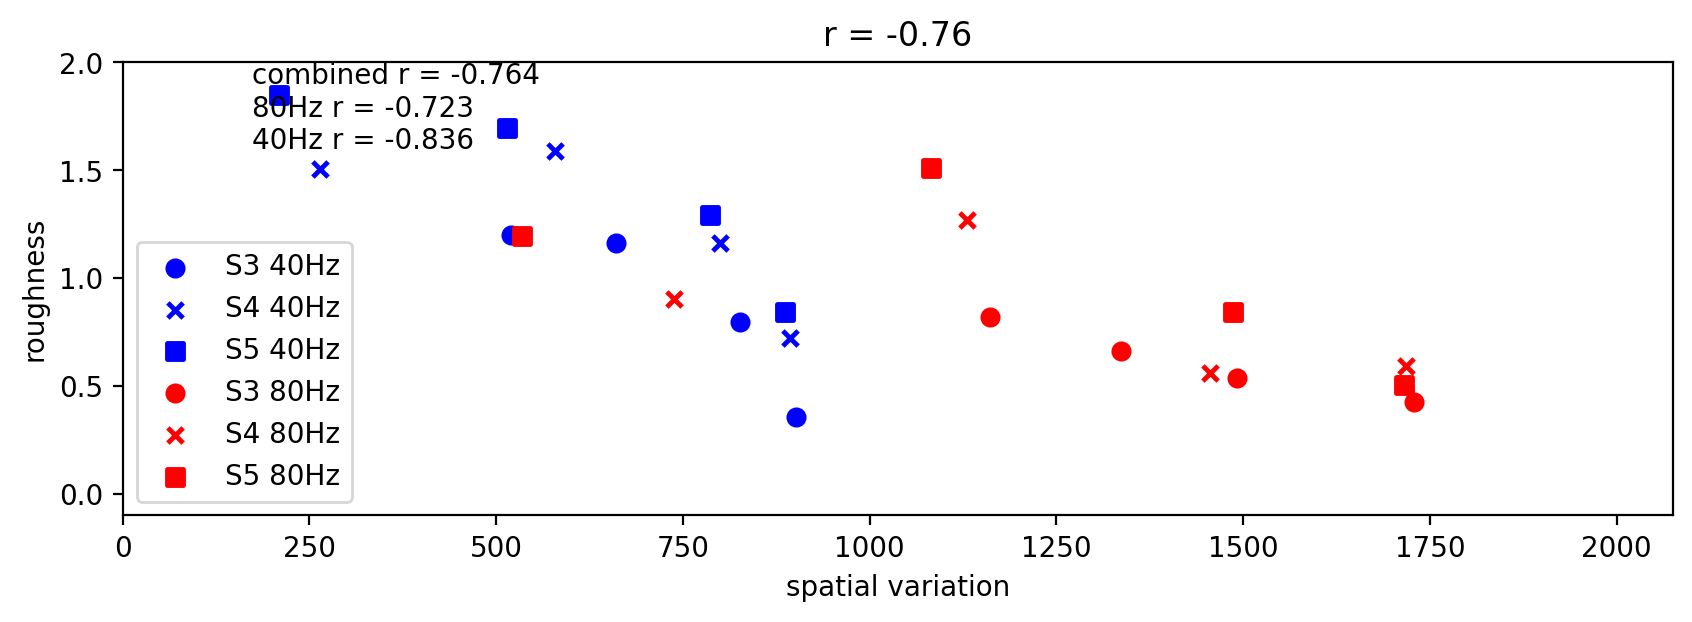 r = -0.76
2.0
combined r = -0.764
80Hz r = -0.723
40Hz r = -0.836
1.5
1.0
0.5
0.0
roughness
S3 40Hz
S4 40Hz
S5 40Hz
S3 80Hz
S4 80Hz
S5 80Hz
0 250 500 750 1000 1250 1500 1750 2000
spatial variation